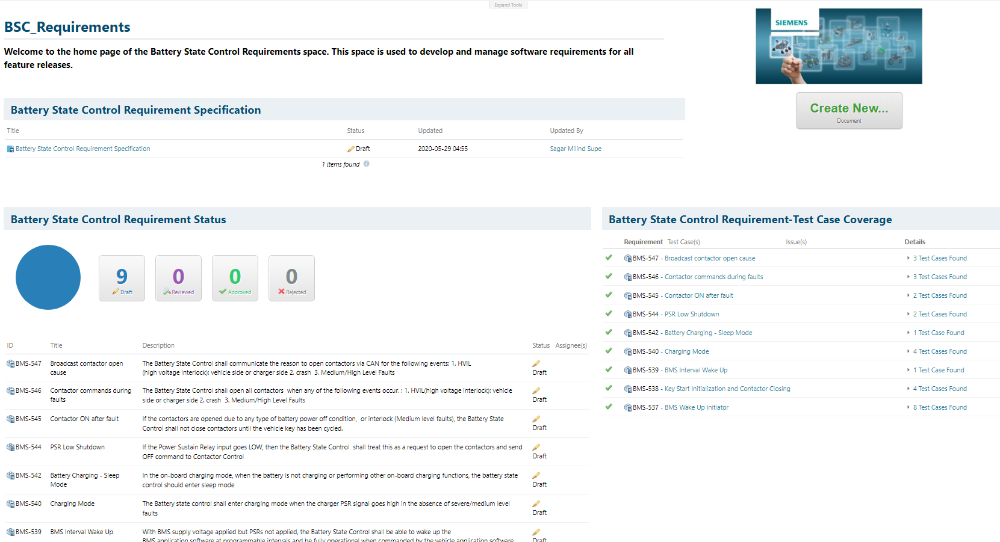 Expand Tools
BSC_Requirements
Welcome to the home page of the Battery State Control Requirements space. This space is used to develop and manage software requirements for all
feature releases.
SIEMENS
Create New...
Document
Battery State Control Requirement Specification
Title Status Updated Updated By
Battery State Control Requirement Specification Draft 2020-05-29 04:55 Sagar Milind Supe
1 items found
Battery State Control Requirement Status
9 0 0 0
Draft Reviewed Approved Rejected
ID Title Description Status Assignee(s)
BMS-547 Broadcast contactor open The Battery State Control shall communicate the reason to open contactors via CAN for the following events: 1. HVIL
cause (high voltage interlock): vehicle side or charger side 2. crash 3. Medium/High Level Faults Draft
BMS-546 Contactor commands during The Battery State Control shall open all contactors when any of the following events occur. : 1. HVIL(high voltage interlock): vehicle
faults side or charger side 2. crash 3. Medium/High Level Faults Draft
BMS-545 Contactor ON after fault If the contactors are opened due to any type of battery power off condition, or interlock (Medium level faults), the Battery State
Control shall not close contactors until the vehicle key has been cycled. Draft
BMS-544 PSR Low Shutdown If the Power Sustain Relay input goes LOW, then the Battery State Control shall treat this as a request to open the contactors and send
OFF command to Contactor Control Draft
BMS-542 Battery Charging - Sleep In the on-board charging mode, when the battery is not charging or performing other on-board charging functions, the battery state
Mode control should enter sleep mode Draft
BMS-540 Charging Mode The Battery state control shall enter charging mode when the charger PSR signal goes high in the absence of severe/medium level
faults Draft
BMS-539 BMS Interval Wake Up With BMS supply voltage applied but PSRs not applied, the Battery State Control shall be able to wake up the
BMS application software at programmable intervals and be fully operational when commanded by the vehicle application software Draft
Battery State Control Requirement-Test Case Coverage
Requirement Test Case(s) Issue(s) Details
BMS-547 - Broadcast contactor open cause 3 Test Cases Found
BMS-546 - Contactor commands during faults 3 Test Cases Found
BMS-545 - Contactor ON after fault 2 Test Cases Found
BMS-544 - PSR Low Shutdown 2 Test Cases Found
BMS-542 - Battery Charging - Sleep Mode 1 Test Case Found
BMS-540 - Charging Mode 4 Test Cases Found
BMS-539 - BMS Interval Wake Up 1 Test Case Found
BMS-538 - Key Start Initialization and Contactor Closing 4 Test Cases Found
BMS-537 - BMS Wake Up Initiator 8 Test Cases Found